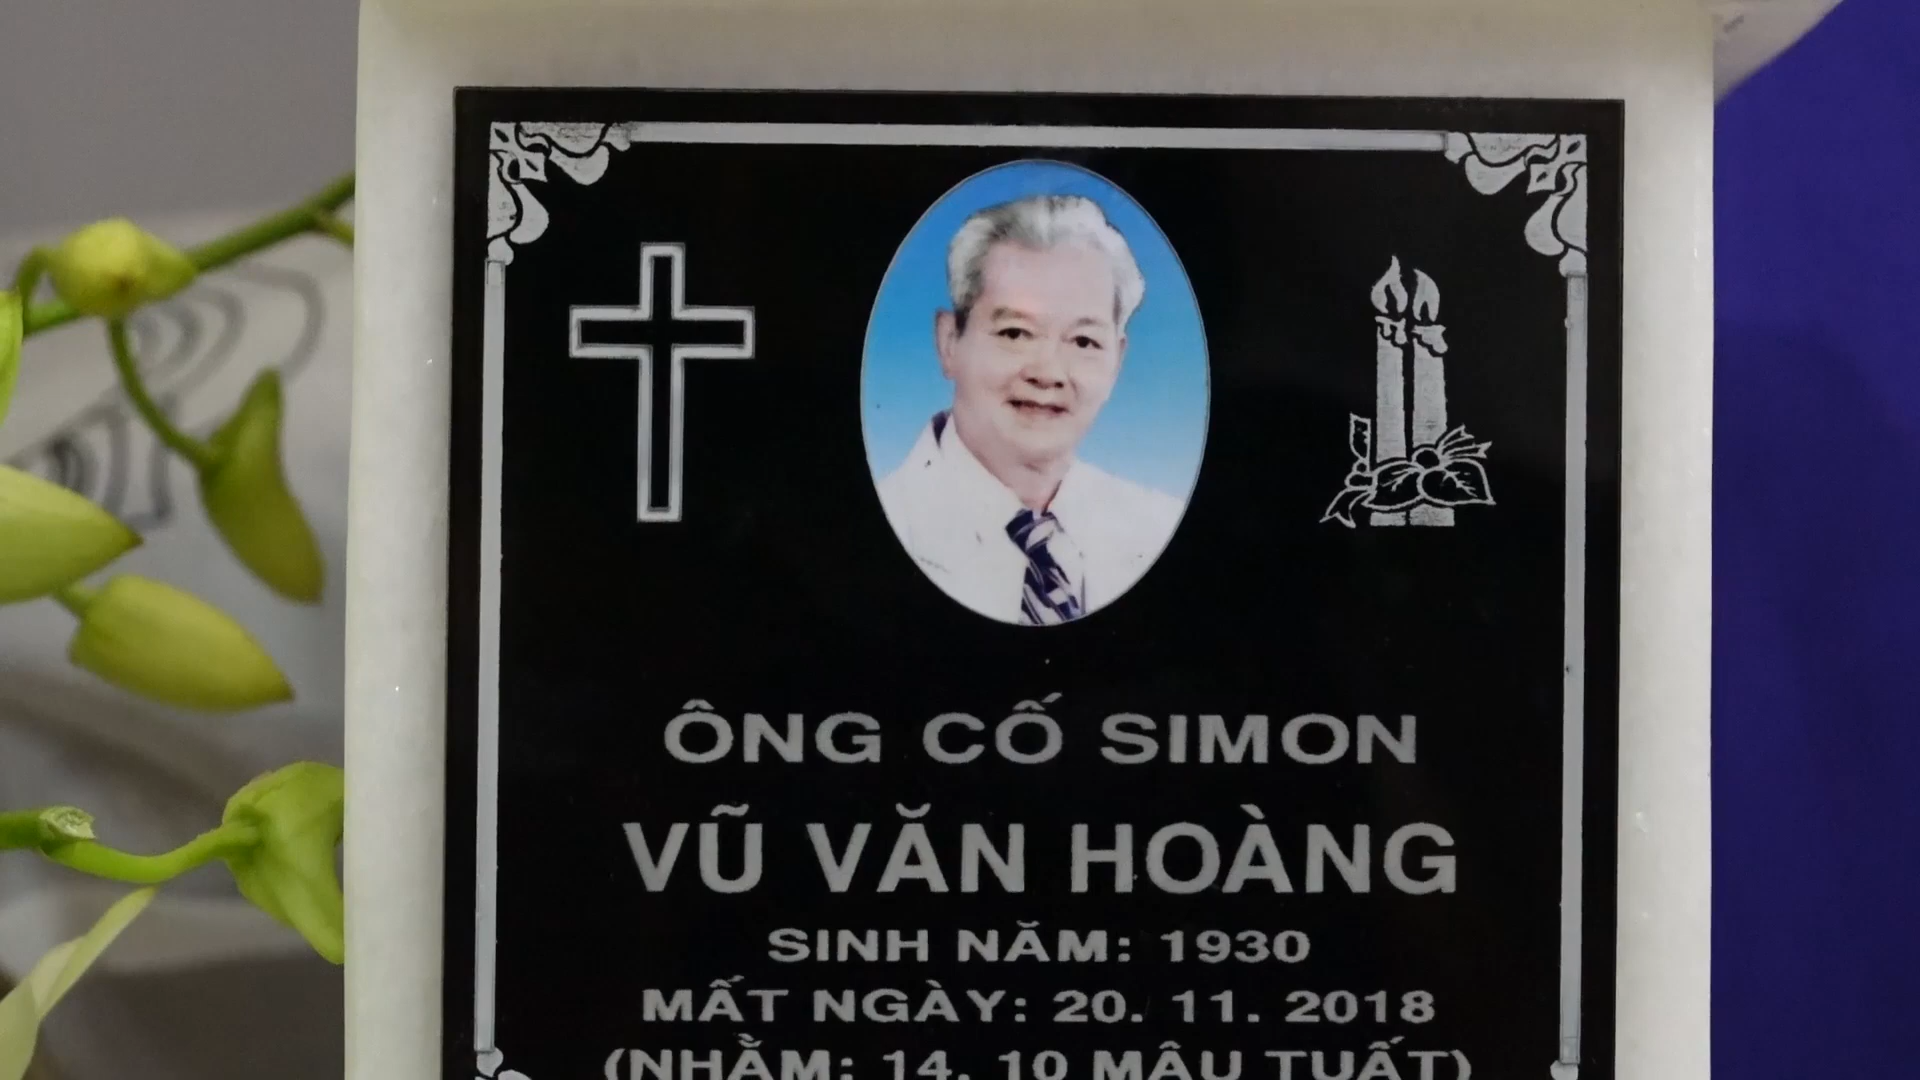 ÔNG CỐ SIMON
VŨ VĂN HOÀNG
SINH NĂM: 1930
MẤT NGÀY: 20. 11. 2018
(NHẰM: 14. 10 MẬU TUẤT)